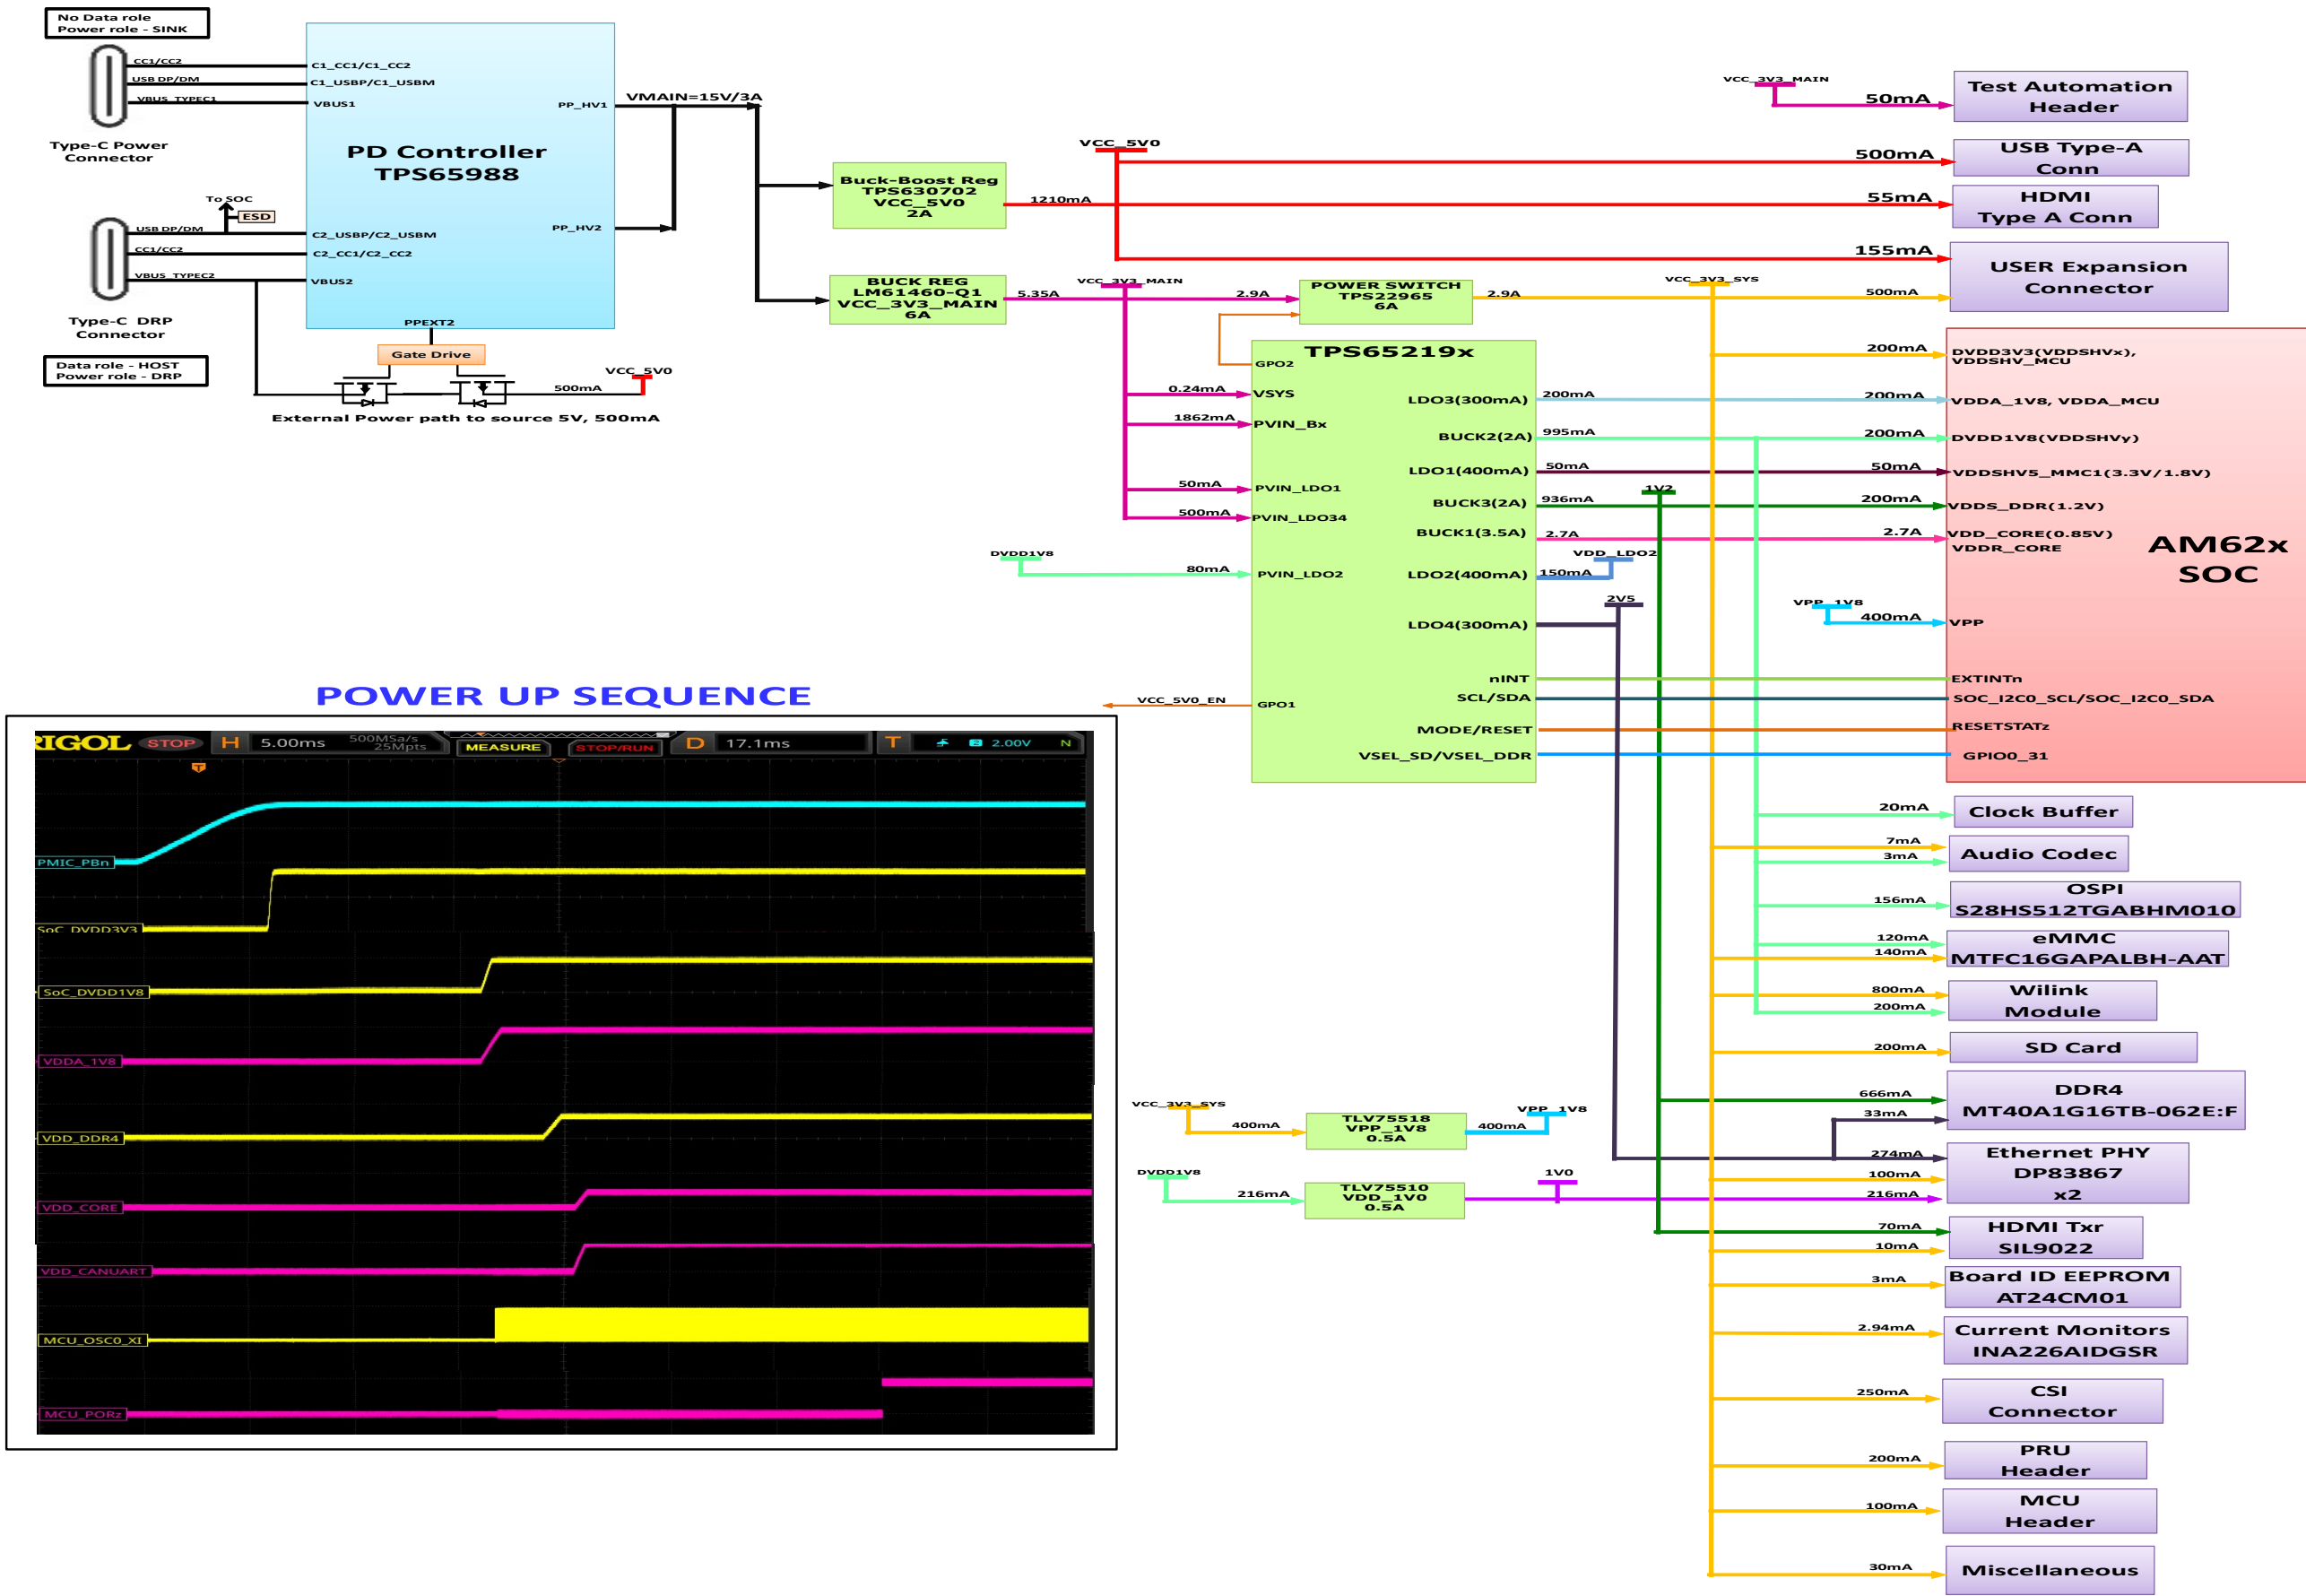 No Data role
Power role - SINK
CC1/CC2
USB DP/DM
VBUS_TYPEC1
Type-C Power
Connector
C1_CC1/C1_CC2
C1_USBP/C1_USBM
VBUS1
PP_HV1
VMAIN=15V/3A
PD Controller
TPS65988
To SOC
ESD
USB DP/DM
CC1/CC2
VBUS_TYPEC2
C2_USBP/C2_USBM
C2_CC1/C2_CC2
VBUS2
PP_HV2
PPEXT2
Type-C DRP
Connector
Data role - HOST
Power role - DRP
Gate Drive
500mA
VCC_5V0
External Power path to source 5V, 500mA
Buck-Boost Reg
TPS630702
VCC_5V0
2A
1210mA
VCC_5V0
BUCK REG
LM61460-Q1
VCC_3V3_MAIN
6A
5.35A
VCC_3V3_MAIN
2.9A
POWER SWITCH
TPS22965
6A
2.9A
VCC_3V3_SYS
VCC_3V3_MAIN
50mA
Test Automation
Header
500mA
USB Type-A
Conn
55mA
HDMI
Type A Conn
155mA
500mA
USER Expansion
Connector
TPS65219x
GPO2
0.24mA
VSYS
1862mA
PVIN_Bx
50mA
PVIN_LDO1
500mA
PVIN_LDO34
DVDD1V8
80mA
PVIN_LDO2
VCC_5V0_EN
GPO1
LDO3(300mA)
200mA
BUCK2(2A)
995mA
LDO1(400mA)
50mA
BUCK3(2A)
936mA
1V2
BUCK1(3.5A)
2.7A
LDO2(400mA)
150mA
VDD_LDO2
LDO4(300mA)
2V5
nINT
SCL/SDA
MODE/RESET
VSEL_SD/VSEL_DDR
200mA
DVDD3V3(VDDSHVx),
VDDSHV_MCU
200mA
VDDA_1V8, VDDA_MCU
200mA
DVDD1V8(VDDSHVy)
50mA
VDDSHV5_MMC1(3.3V/1.8V)
200mA
VDDS_DDR(1.2V)
2.7A
VDD_CORE(0.85V)
VDDR_CORE
AM62x
SOC
VPP_1V8
400mA
VPP
EXTINTn
SOC_I2C0_SCL/SOC_I2C0_SDA
RESETSTATz
GPIO0_31
20mA
Clock Buffer
7mA
3mA
Audio Codec
156mA
OSPI
S28HS512TGABHM010
120mA
140mA
eMMC
MTFC16GAPALBH-AAT
800mA
200mA
Wilink
Module
200mA
SD Card
666mA
33mA
DDR4
MT40A1G16TB-062E:F
274mA
100mA
216mA
Ethernet PHY
DP83867
x2
70mA
10mA
HDMI Txr
SIL9022
3mA
Board ID EEPROM
AT24CM01
2.94mA
Current Monitors
INA226AIDGSR
250mA
CSI
Connector
200mA
PRU
Header
100mA
MCU
Header
30mA
Miscellaneous
VCC_3V3_SYS
400mA
TLV75518
VPP_1V8
0.5A
400mA
VPP_1V8
DVDD1V8
216mA
TLV75510
VDD_1V0
0.5A
1V0
POWER UP SEQUENCE
RIGOL STOP H 5.00ms 500MSa/s 25Mpts MEASURE STOP/RUN D 17.1ms T 2 2.00V N
T
PMIC_PBn
SoC_DVDD3V3
SoC_DVDD1V8
VDDA_1V8
VDD_DDR4
VDD_CORE
VDD_CANUART
MCU_OSC0_XI
MCU_PORz